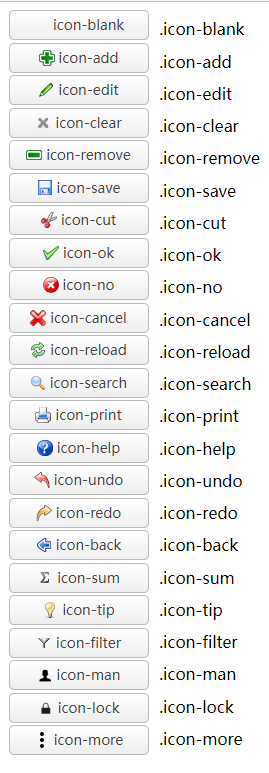 icon-blank .icon-blank
icon-add .icon-add
icon-edit .icon-edit
icon-clear .icon-clear
icon-remove .icon-remove
icon-save .icon-save
icon-cut .icon-cut
icon-ok .icon-ok
icon-no .icon-no
icon-cancel .icon-cancel
icon-reload .icon-reload
icon-search .icon-search
icon-print .icon-print
icon-help .icon-help
icon-undo .icon-undo
icon-redo .icon-redo
icon-back .icon-back
Σ icon-sum .icon-sum
icon-tip .icon-tip
icon-filter .icon-filter
icon-man .icon-man
icon-lock .icon-lock
icon-more .icon-more